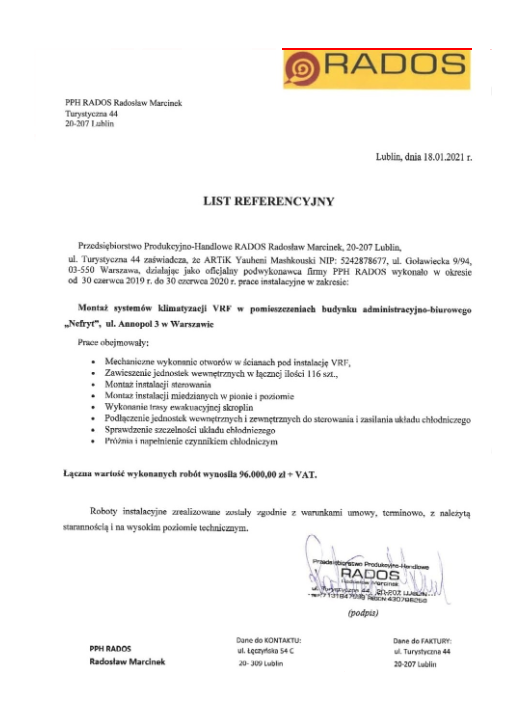 RADOS
PPH RADOS Radosław Marcinek
Turystyczna 44
20-207 Lublin
Lublin, dnia 18.01.2021 r.
LIST REFERENCYJNY
Przedsiębiorstwo Produkcyjno-Handlowe RADOS Radosław Marcinek, 20-207 Lublin,
ul. Turystyczna 44 zaświadcza, że ARTiK Yauheni Mashkouski NIP: 5242878677, ul. Goławicka 9/94,
03-550 Warszawa, działając jako oficjalny podwykonawca firmy PPH RADOS wykonało w okresie
od 30 czerwca 2019 r. do 30 czerwca 2020 r. prace instalacyjne w zakresie:
Montaż systemów klimatyzacji VRF w pomieszczeniach budynku administracyjno-biurowego
„Nefryt”, ul. Annopol 3 w Warszawie
Prace obejmowały:
• Mechaniczne wykonanie otworów w ścianach pod instalację VRF,
• Zawieszenie jednostek wewnętrznych w łącznej ilości 116 szt.,
• Montaż instalacji sterowania
• Montaż instalacji miedzianych w pionie i poziomie
• Wykonanie trasy ewakuacyjnej skroplin
• Podłączenie jednostek wewnętrznych i zewnętrznych do sterowania i zasilania układu chłodniczego
• Sprawdzenie szczelności układu chłodniczego
• Próżnia i napełnienie czynnikiem chłodniczym
Łączna wartość wykonanych robót wynosiła 96.000,00 zł + VAT.
Roboty instalacyjne zrealizowane zostały zgodnie z warunkami umowy, terminowo, z należytą
starannością i na wysokim poziomie technicznym.
Przedsiębiorstwo Produkcyjno-Handlowe
RADOS
Radosław Marcinek
ul. Turystyczna 44, 20-207 LUBLIN
(podpis)
PPH RADOS
Radosław Marcinek
Dane do KONTAKTU:
ul. Łęczyńska 54 C
20- 309 Lublin
Dane do FAKTURY:
ul. Turystyczna 44
20-207 Lublin